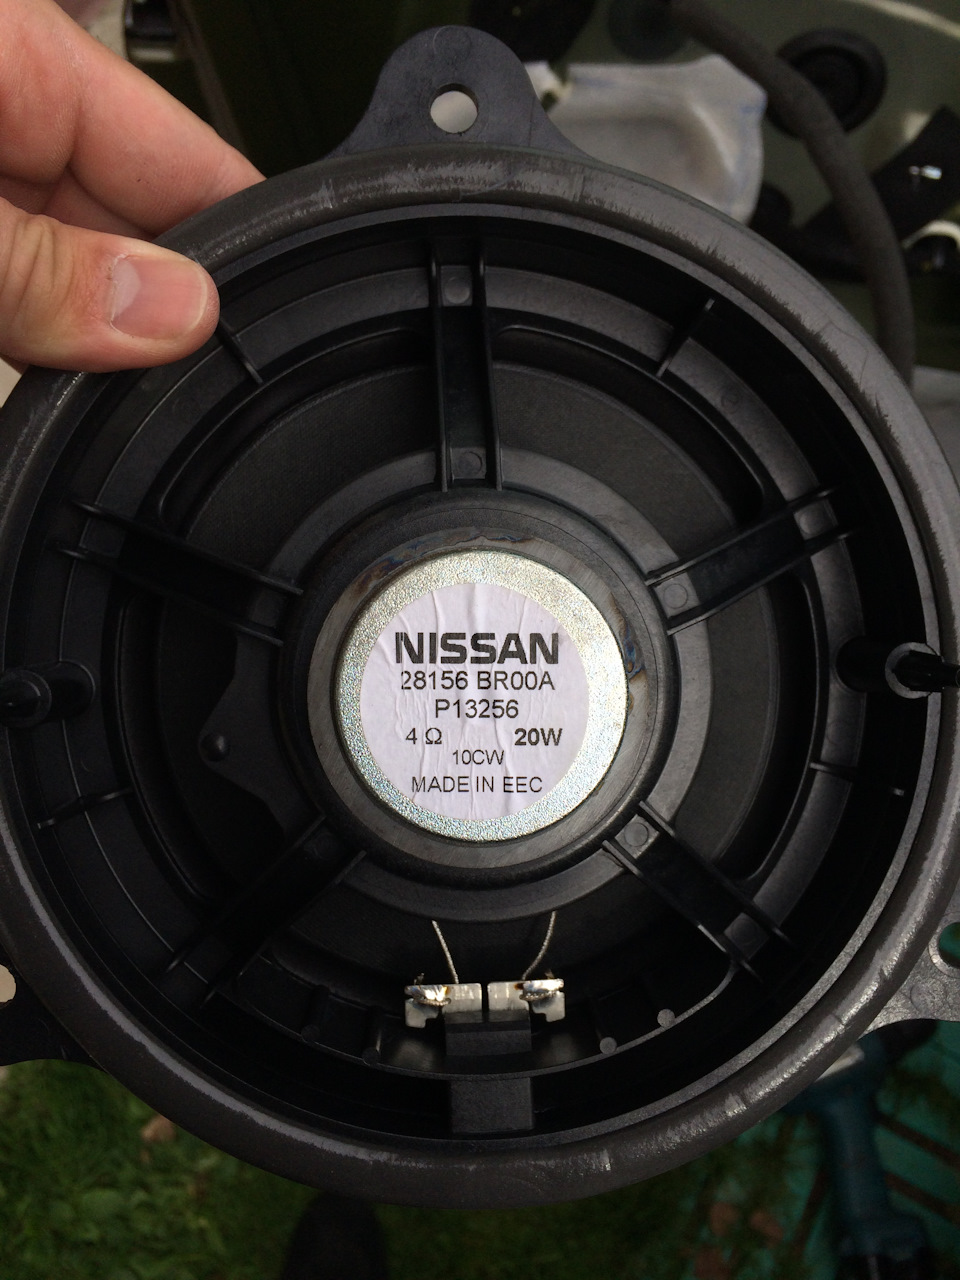 NISSAN
28156 BR00A
P13256
4 Ω 20W
10CW
MADE IN EEC